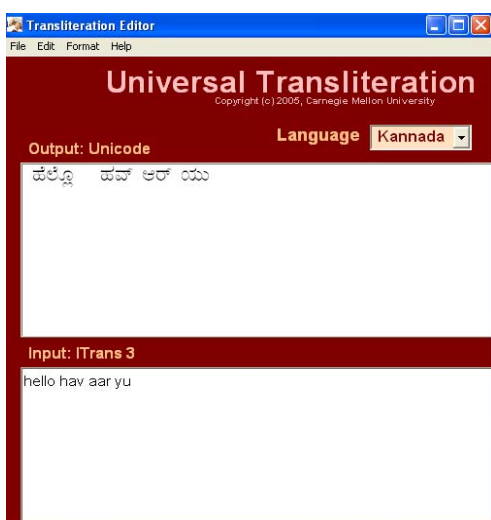 Transliteration Editor
File Edit Format Help
Universal Transliteration
Copyright (c) 2005, Carnegie Mellon University
Language Kannada
Output: Unicode
ಹೆಲ್ಲೊ ಹವ್ ಆರ್ ಯು
Input: ITrans 3
hello hav aar yu